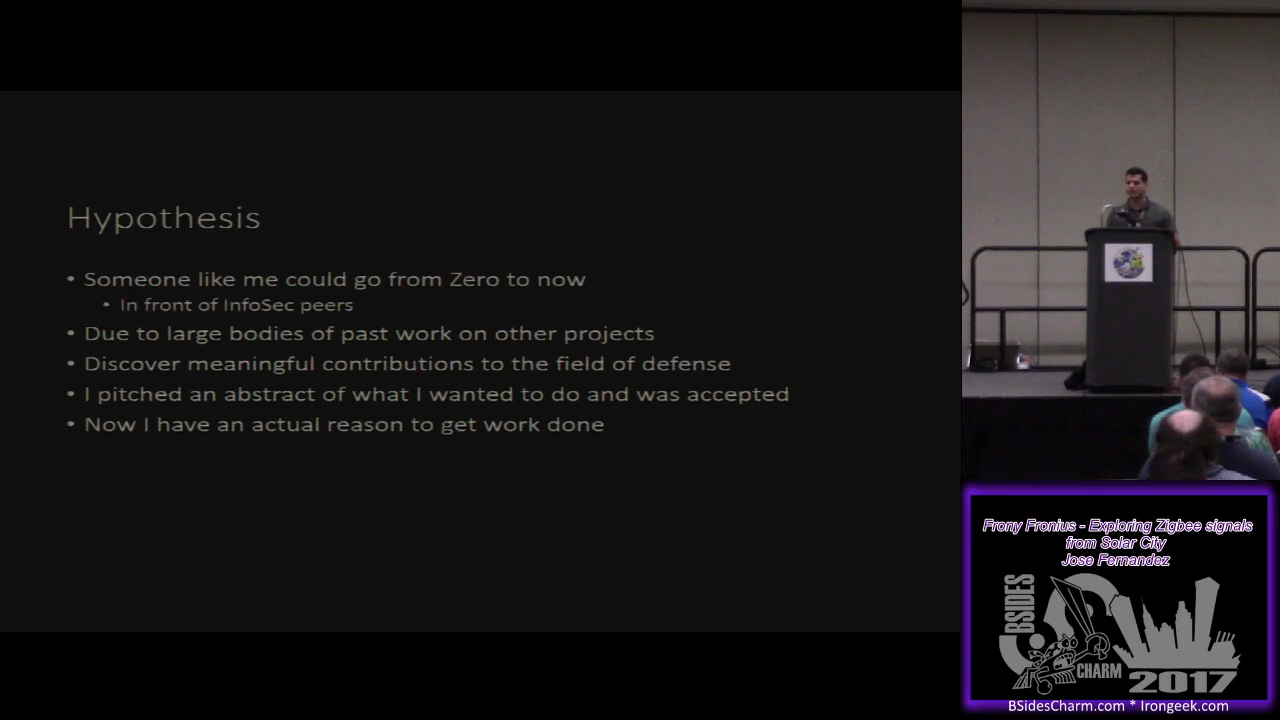 Hypothesis
• Someone like me could go from Zero to now
• In front of InfoSec peers
• Due to large bodies of past work on other projects
• Discover meaningful contributions to the field of defense
• I pitched an abstract of what I wanted to do and was accepted
• Now I have an actual reason to get work done
Frony Fronius - Exploring Zigbee signals
from Solar City
Jose Fernandez
BSIDES
CHARM
2017
BSidesCharm.com * Irongeek.com